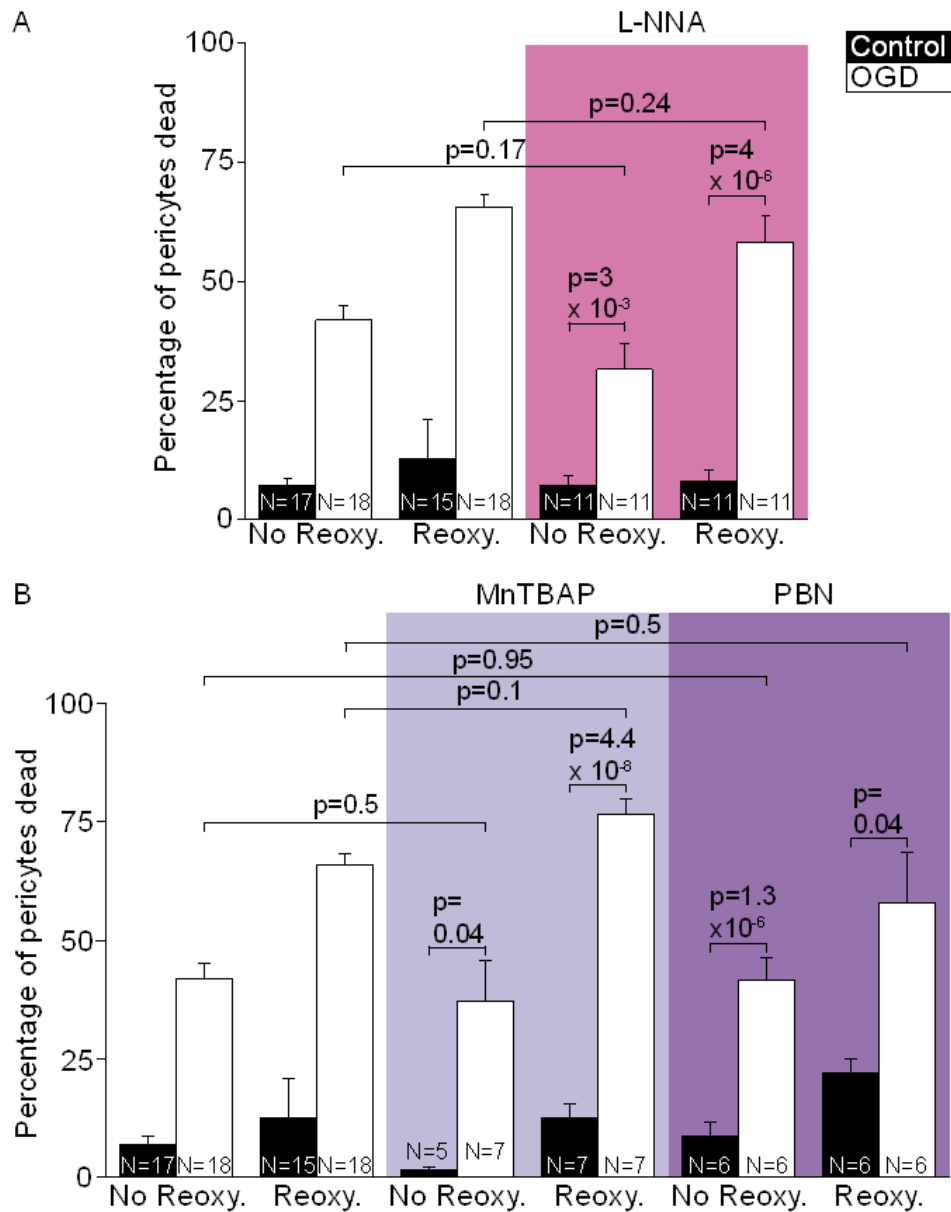 A
L-NNA
Control
OGD
Percentage of pericytes dead
100
75
50
25
0
p=0.24
p=0.17
p=4
x 10⁻⁶
p=3
x 10⁻³
N=17 N=18 N=15 N=18 N=11 N=11 N=11 N=11
No Reoxy. Reoxy. No Reoxy. Reoxy.
B
MnTBAP PBN
Percentage of pericytes dead
100
75
50
25
0
p=0.5
p=0.95
p=0.1
p=4.4
x 10⁻⁸
p=0.5
p=
0.04
p=
0.04
p=1.3
x10⁻⁶
N=17 N=18 N=15 N=18 N=5 N=7 N=7 N=7 N=6 N=6 N=6 N=6
No Reoxy. Reoxy. No Reoxy. Reoxy. No Reoxy. Reoxy.